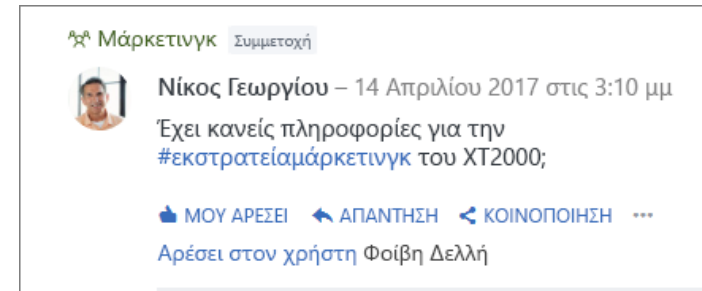 Μάρκετινγκ Συμμετοχή
Νίκος Γεωργίου – 14 Απριλίου 2017 στις 3:10 μμ
Έχει κανείς πληροφορίες για την
#εκστρατείαμάρκετινγκ του XT2000;
ΜΟΥ ΑΡΕΣΕΙ ΑΠΑΝΤΗΣΗ ΚΟΙΝΟΠΟΙΗΣΗ ···
Αρέσει στον χρήστη Φοίβη Δελλή